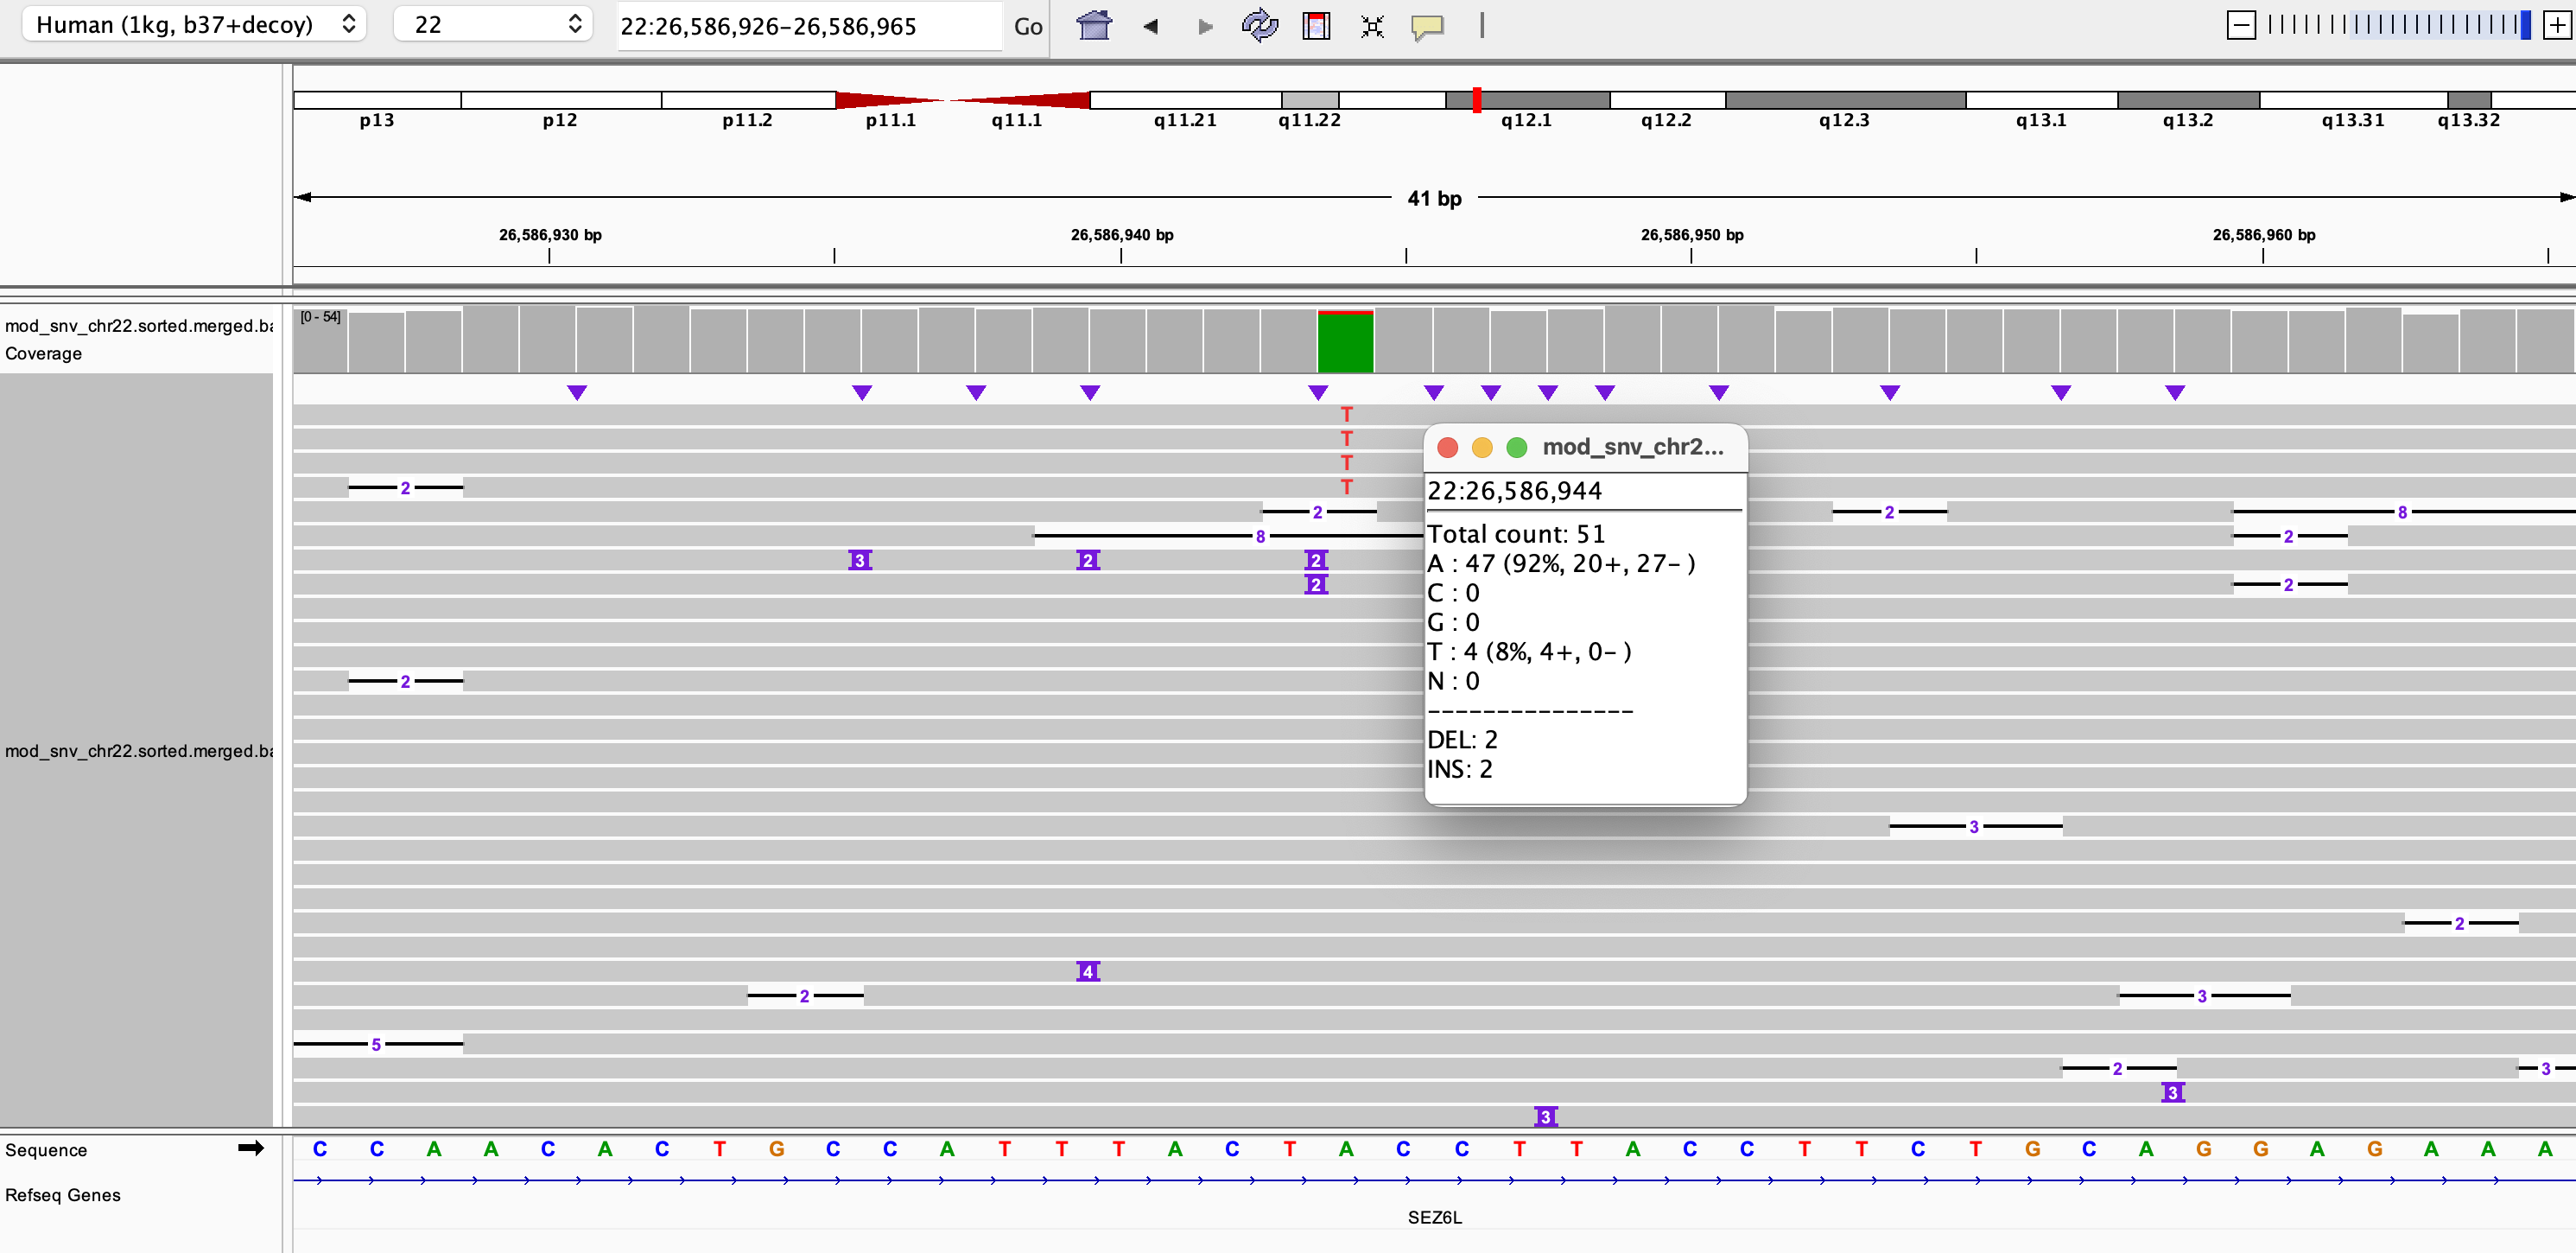 Human (1kg, b37+decoy) 22 22:26,586,926-26,586,965 Go
p13 p12 p11.2 p11.1 q11.1 q11.21 q11.22 q12.1 q12.2 q12.3 q13.1 q13.2 q13.31 q13.32
41 bp
26,586,930 bp 26,586,940 bp 26,586,950 bp 26,586,960 bp
mod_snv_chr22.sorted.merged.ba
Coverage
[0 - 54]
T
T
T
2 T
2 2 8
8 2
3 2 2
2 2
2
3
2
4
2 3
5
2 3
3
3
mod_snv_chr22.sorted.merged.ba
mod_snv_chr2...
22:26,586,944
Total count: 51
A : 47 (92%, 20+, 27- )
C : 0
G : 0
T : 4 (8%, 4+, 0- )
N : 0
---------------
DEL: 2
INS: 2
Sequence C C A A C A C T G C C A T T T A C T A C C T T A C C T T C T G C A G G A G A A A
Refseq Genes
SEZ6L